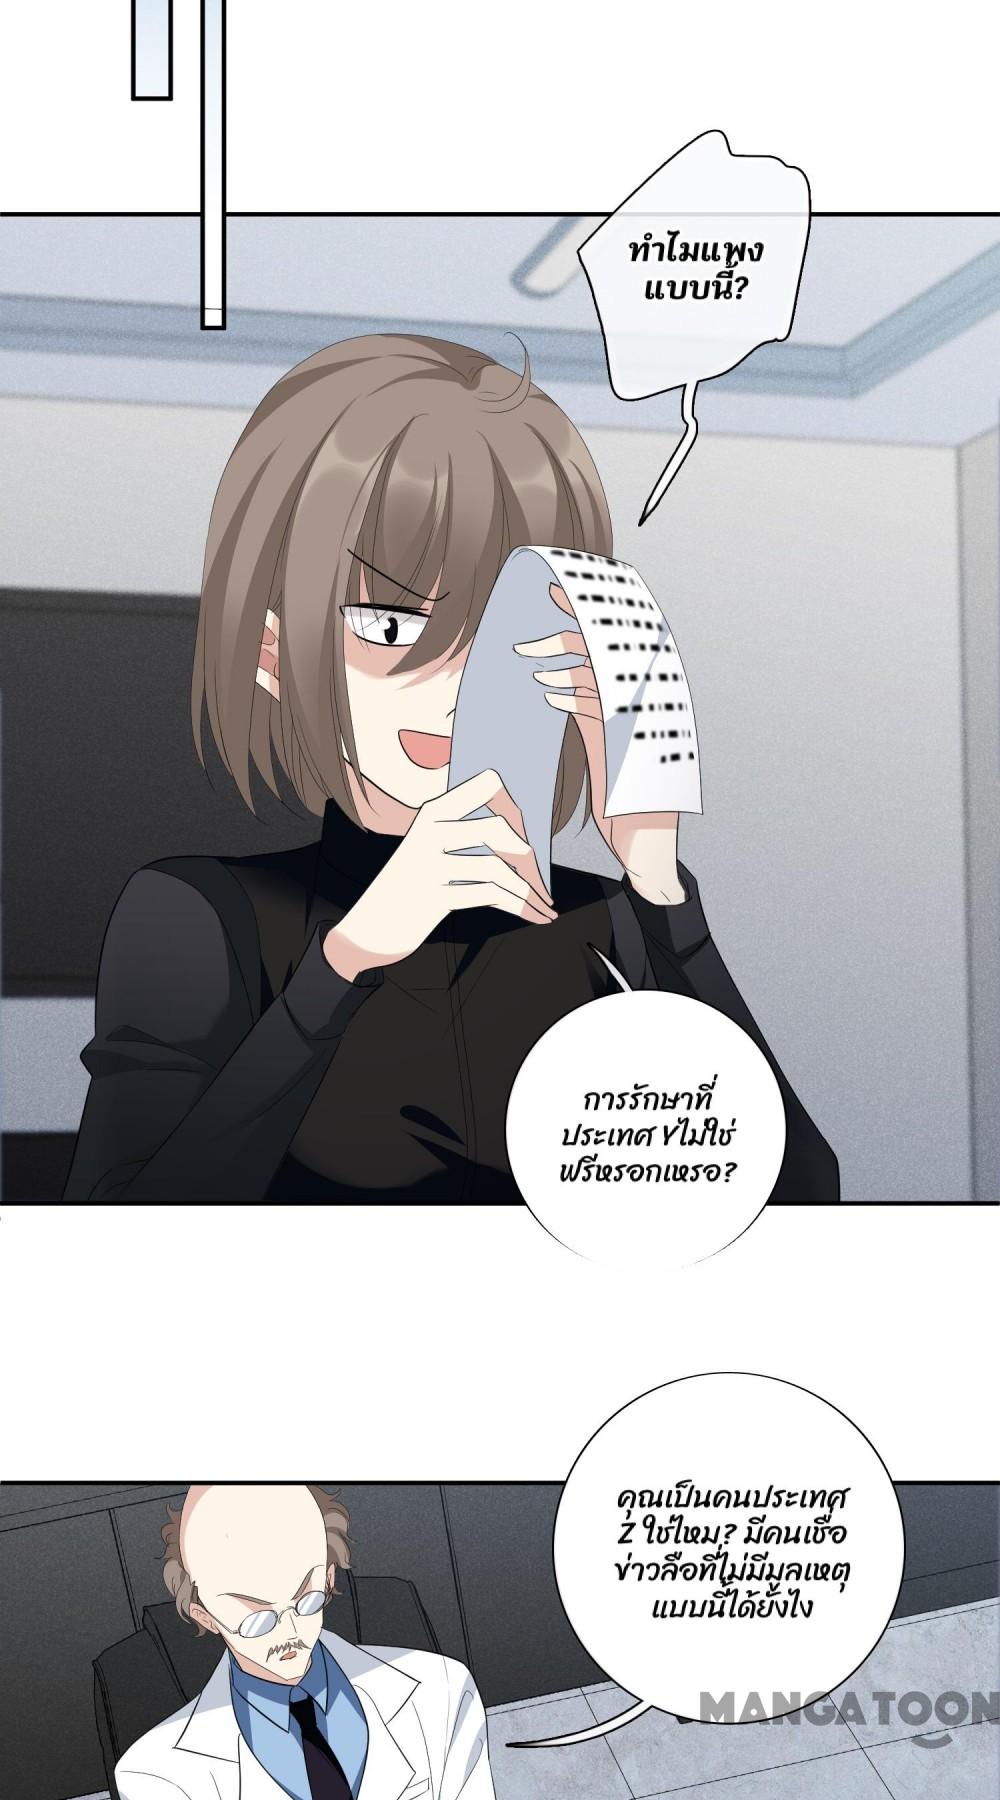 ทำไมแพง
แบบนี้?
การรักษาที่
ประเทศ Yไม่ใช่
ฟรีหรอกเหรอ?
คุณเป็นคนประเทศ
Z ใช่ไหม? มีคนเชื่อ
ข่าวลือที่ไม่มีมูลเหตุ
แบบนี้ได้ยังไง
MANGATOON